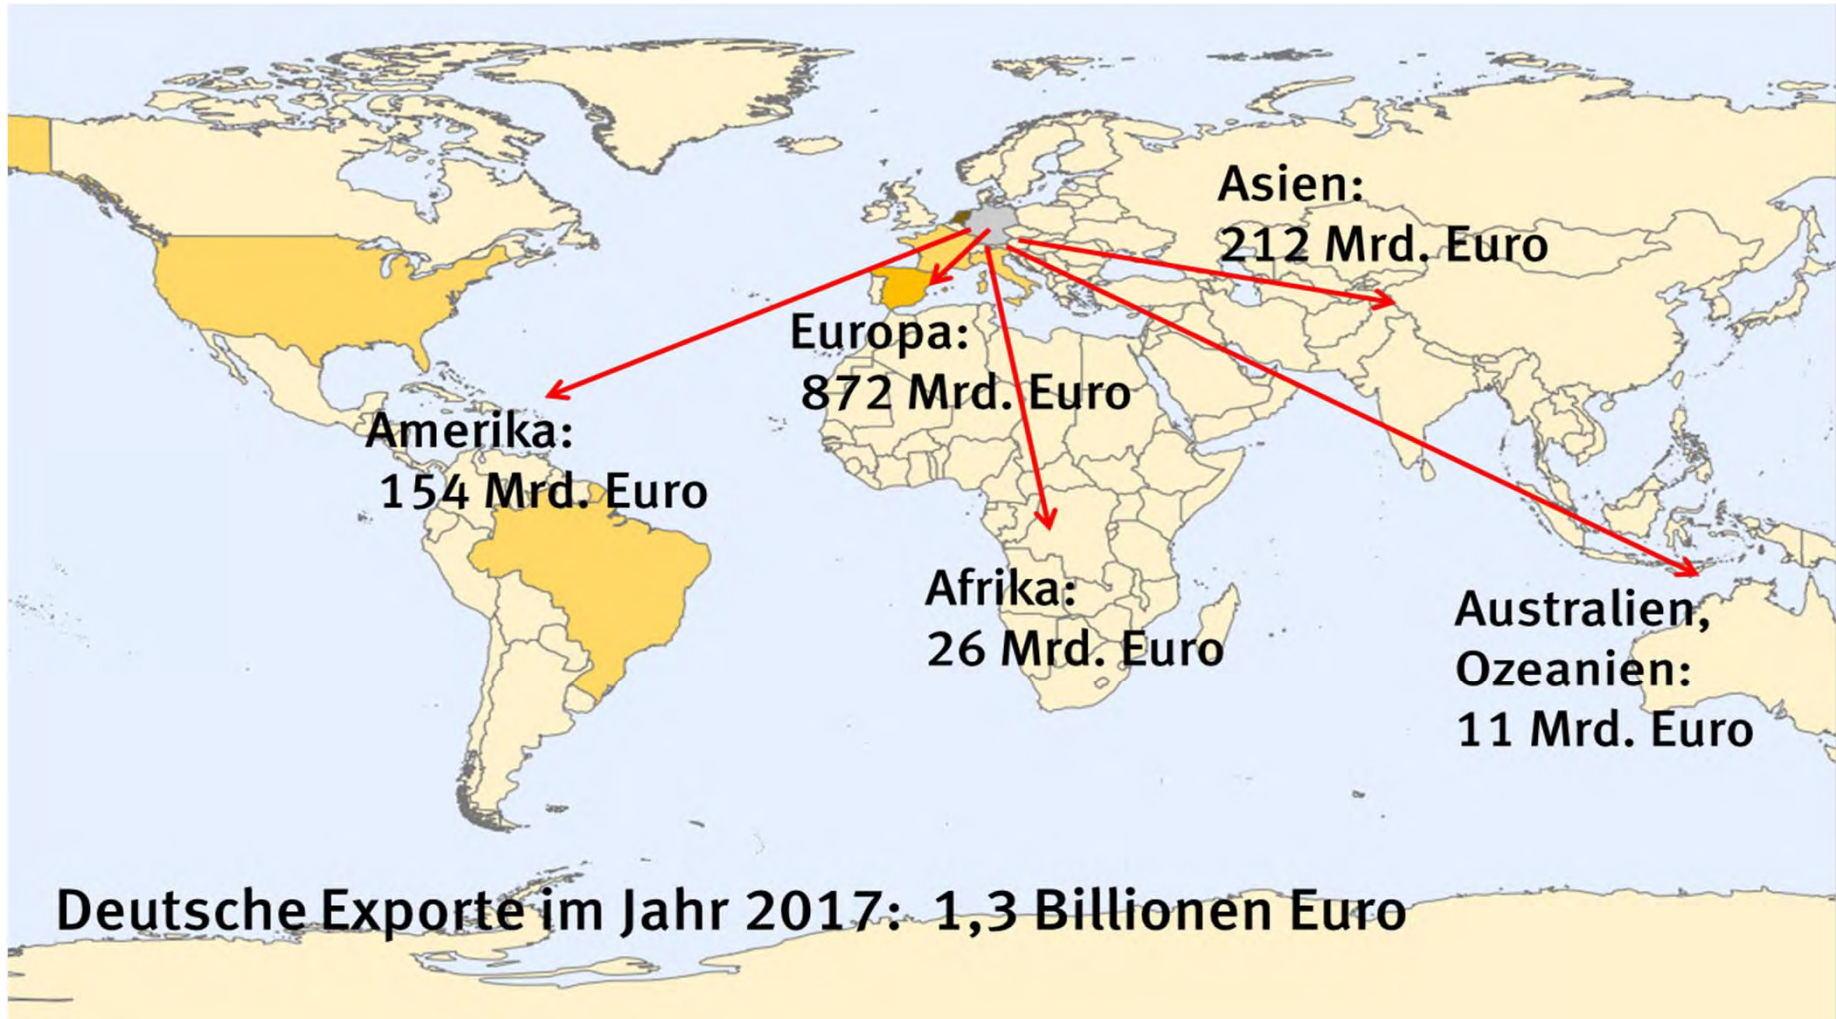 Asien:
212 Mrd. Euro
Europa:
872 Mrd. Euro
Amerika:
154 Mrd. Euro
Afrika:
26 Mrd. Euro
Australien,
Ozeanien:
11 Mrd. Euro
Deutsche Exporte im Jahr 2017: 1,3 Billionen Euro